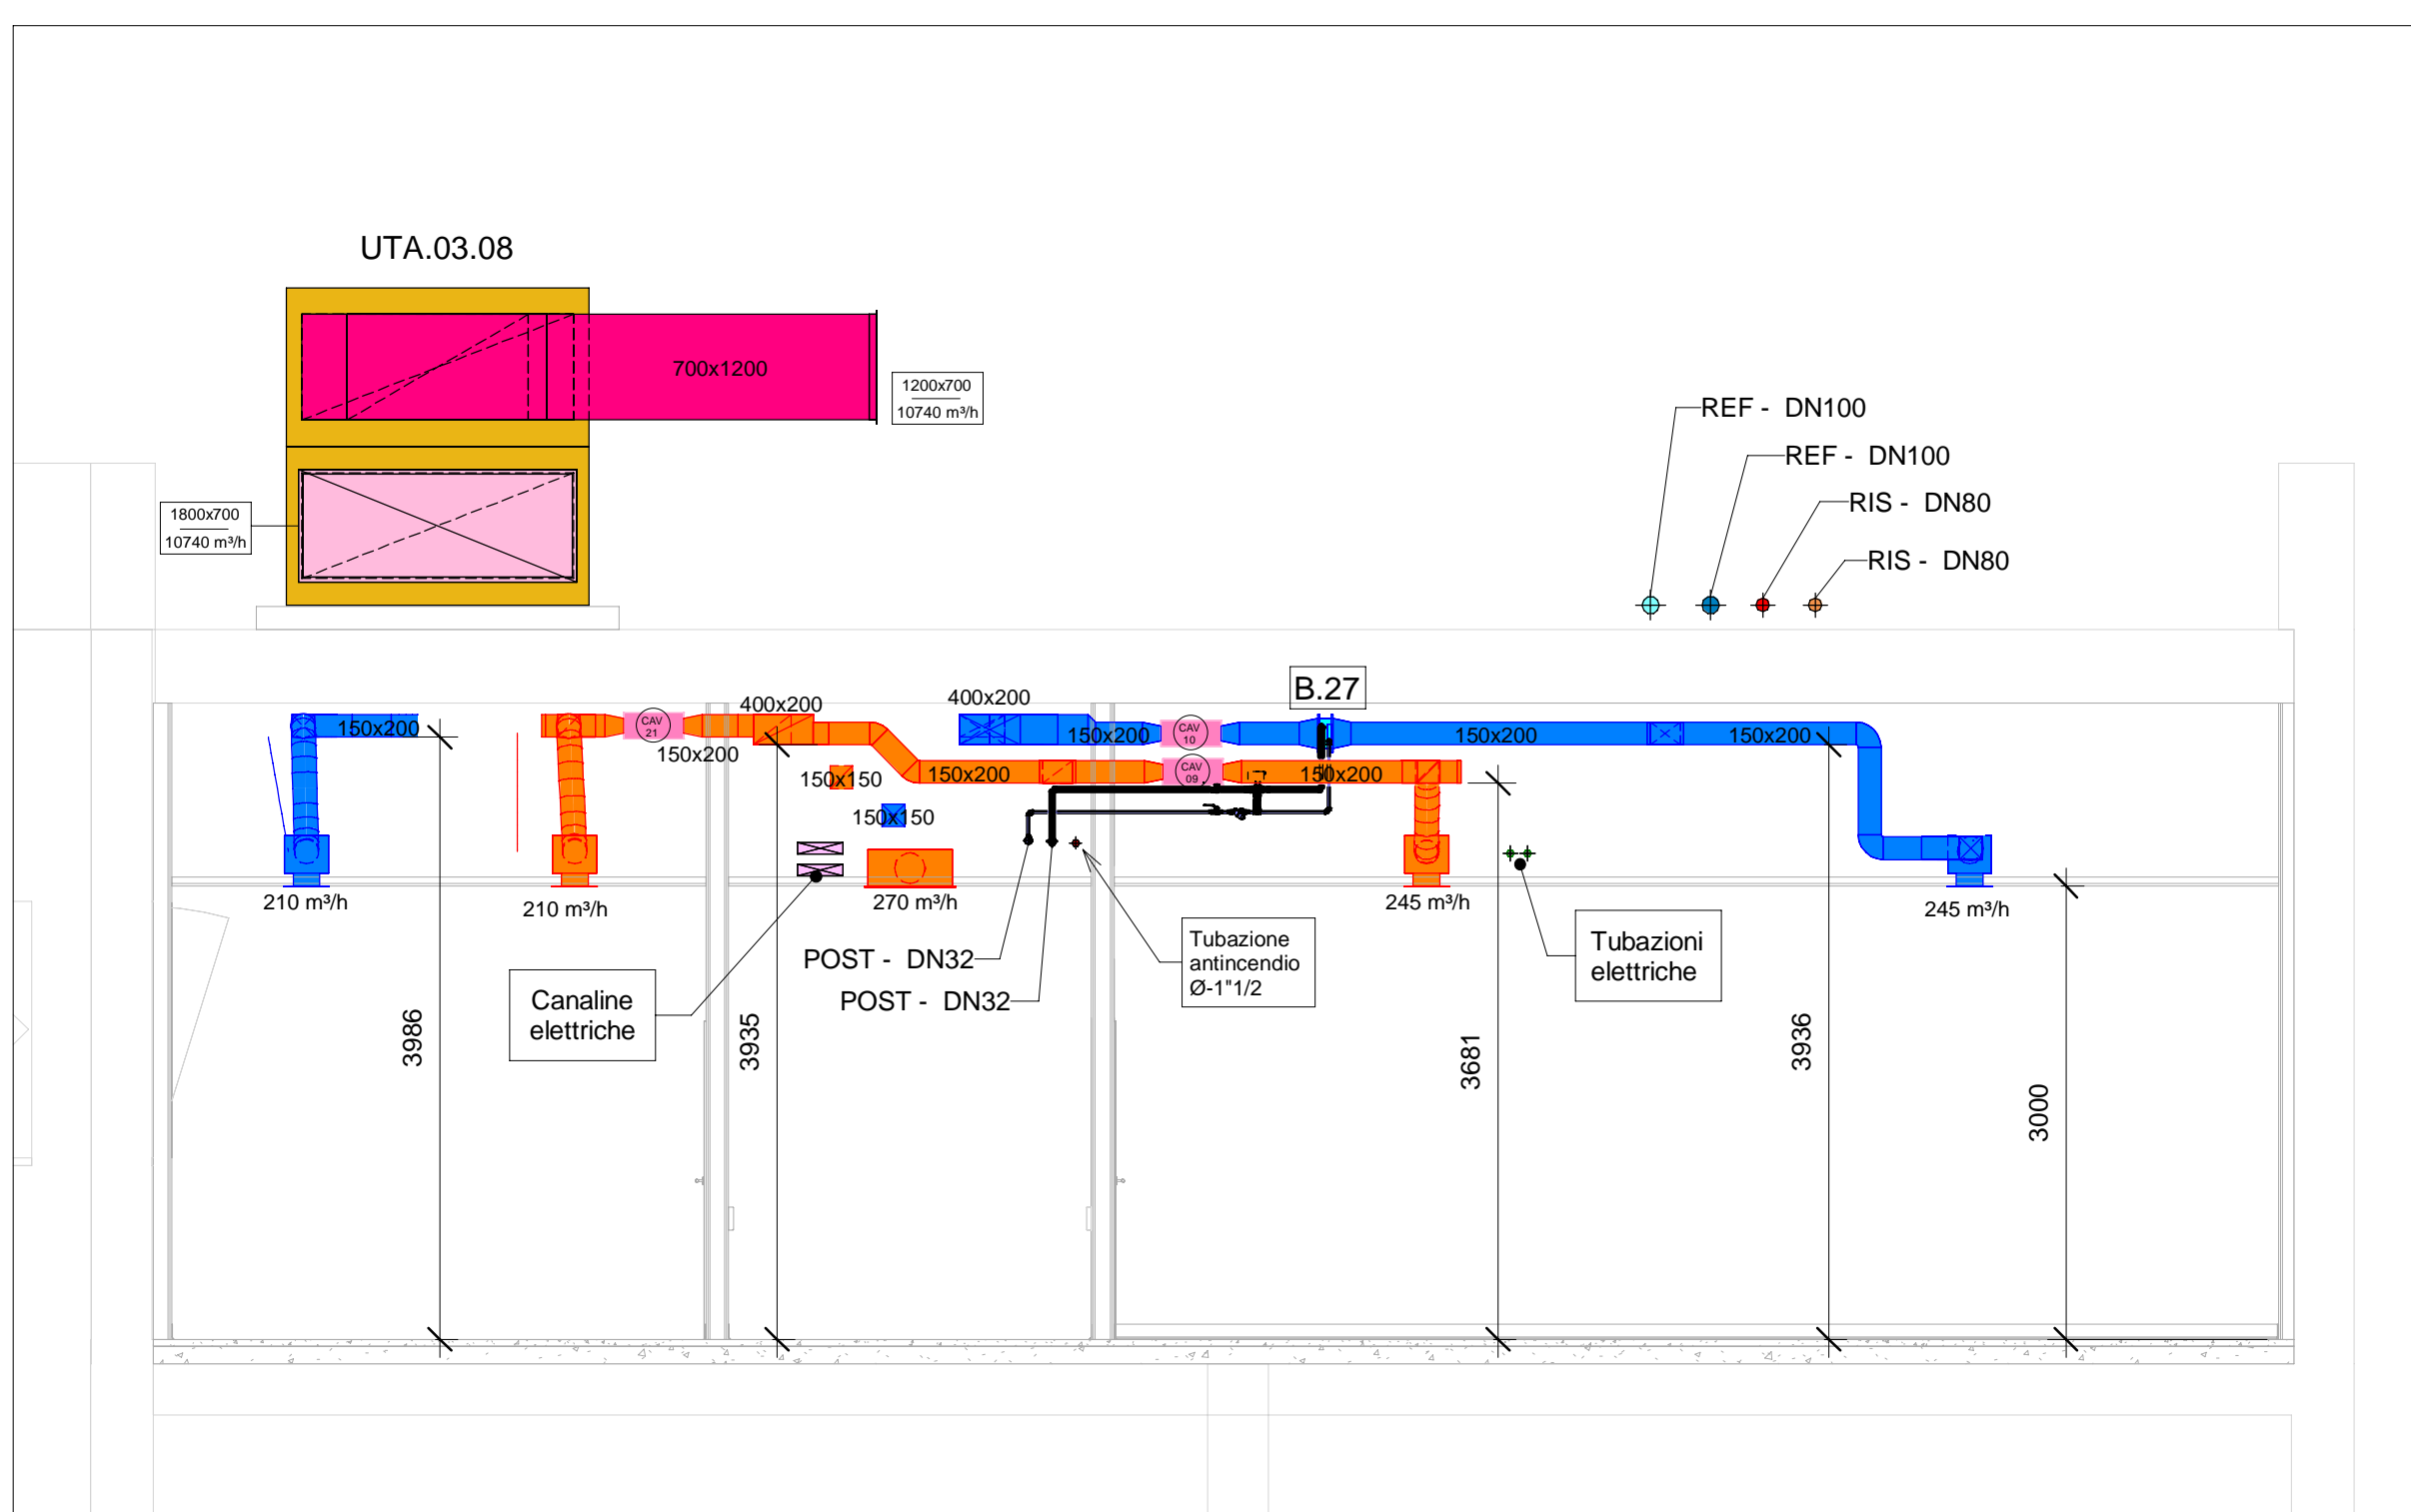 UTA.03.08
700x1200
1200x700
10740 m³/h
1800x700
10740 m³/h
REF - DN100
REF - DN100
RIS - DN80
RIS - DN80
B.27
400x200
400x200
150x200
CAV
21
150x200
150x200
CAV
10
150x200
150x200
150x150
150x200
CAV
09
150x200
150x150
210 m³/h
210 m³/h
270 m³/h
245 m³/h
245 m³/h
POST - DN32
POST - DN32
Tubazione
antincendio
Ø-1"1/2
Tubazioni
elettriche
Canaline
elettriche
3986
3935
3681
3936
3000